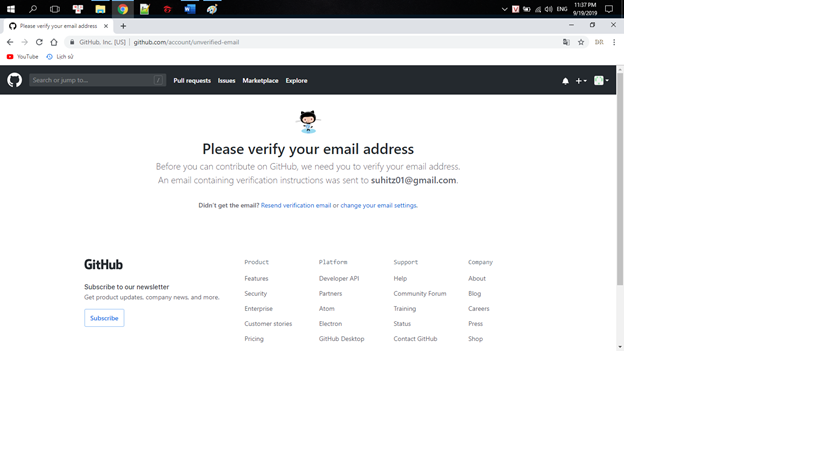 11:37 PM
ENG
9/19/2019
Please verify your email address
GitHub, Inc. [US] | github.com/account/unverified-email
YouTube
Lịch sử
Search or jump to...
/
Pull requests Issues Marketplace Explore
Please verify your email address
Before you can contribute on GitHub, we need you to verify your email address.
An email containing verification instructions was sent to suhitz01@gmail.com.
Didn't get the email? Resend verification email or change your email settings.
GitHub
Subscribe to our newsletter
Get product updates, company news, and more.
Subscribe
Product
Features
Security
Enterprise
Customer stories
Pricing
Platform
Developer API
Partners
Atom
Electron
GitHub Desktop
Support
Help
Community Forum
Training
Status
Contact GitHub
Company
About
Blog
Careers
Press
Shop